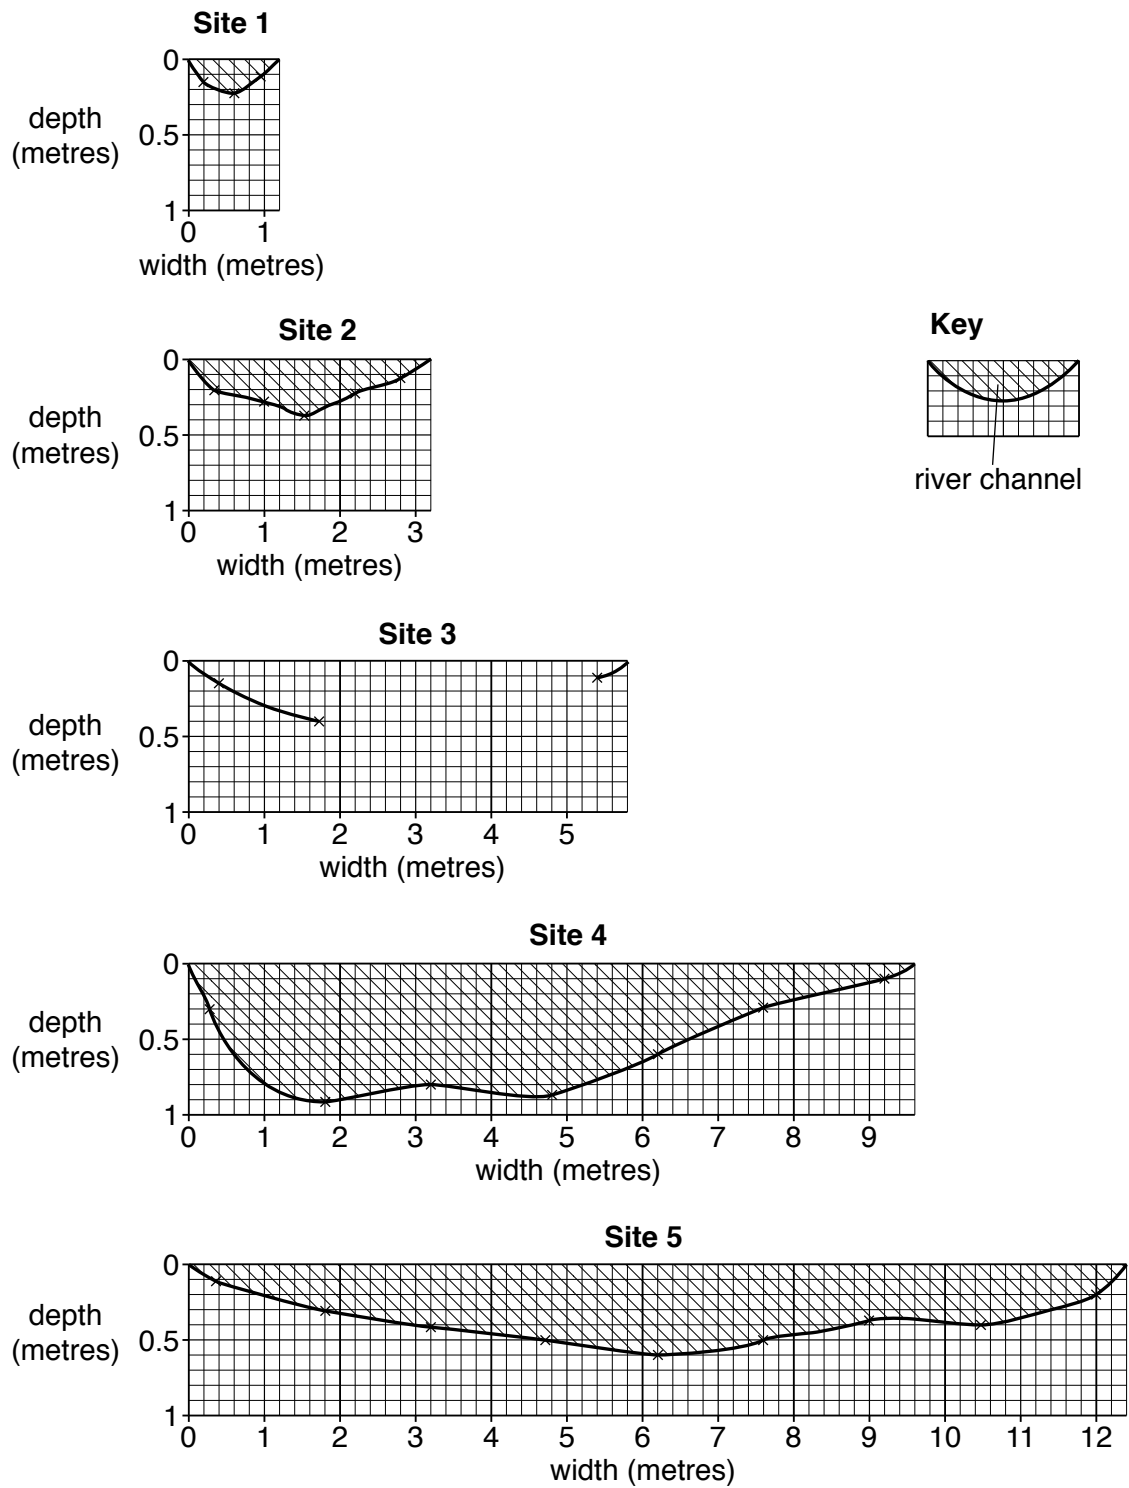 Site 1
0
depth
(metres)
0.5
1
0 1
width (metres)
Site 2
0
depth
(metres)
0.5
1
0 1 2 3
width (metres)
Key
river channel
Site 3
0
depth
(metres)
0.5
1
0 1 2 3 4 5
width (metres)
Site 4
0
depth
(metres)
0.5
1
0 1 2 3 4 5 6 7 8 9
width (metres)
Site 5
0
depth
(metres)
0.5
1
0 1 2 3 4 5 6 7 8 9 10 11 12
width (metres)